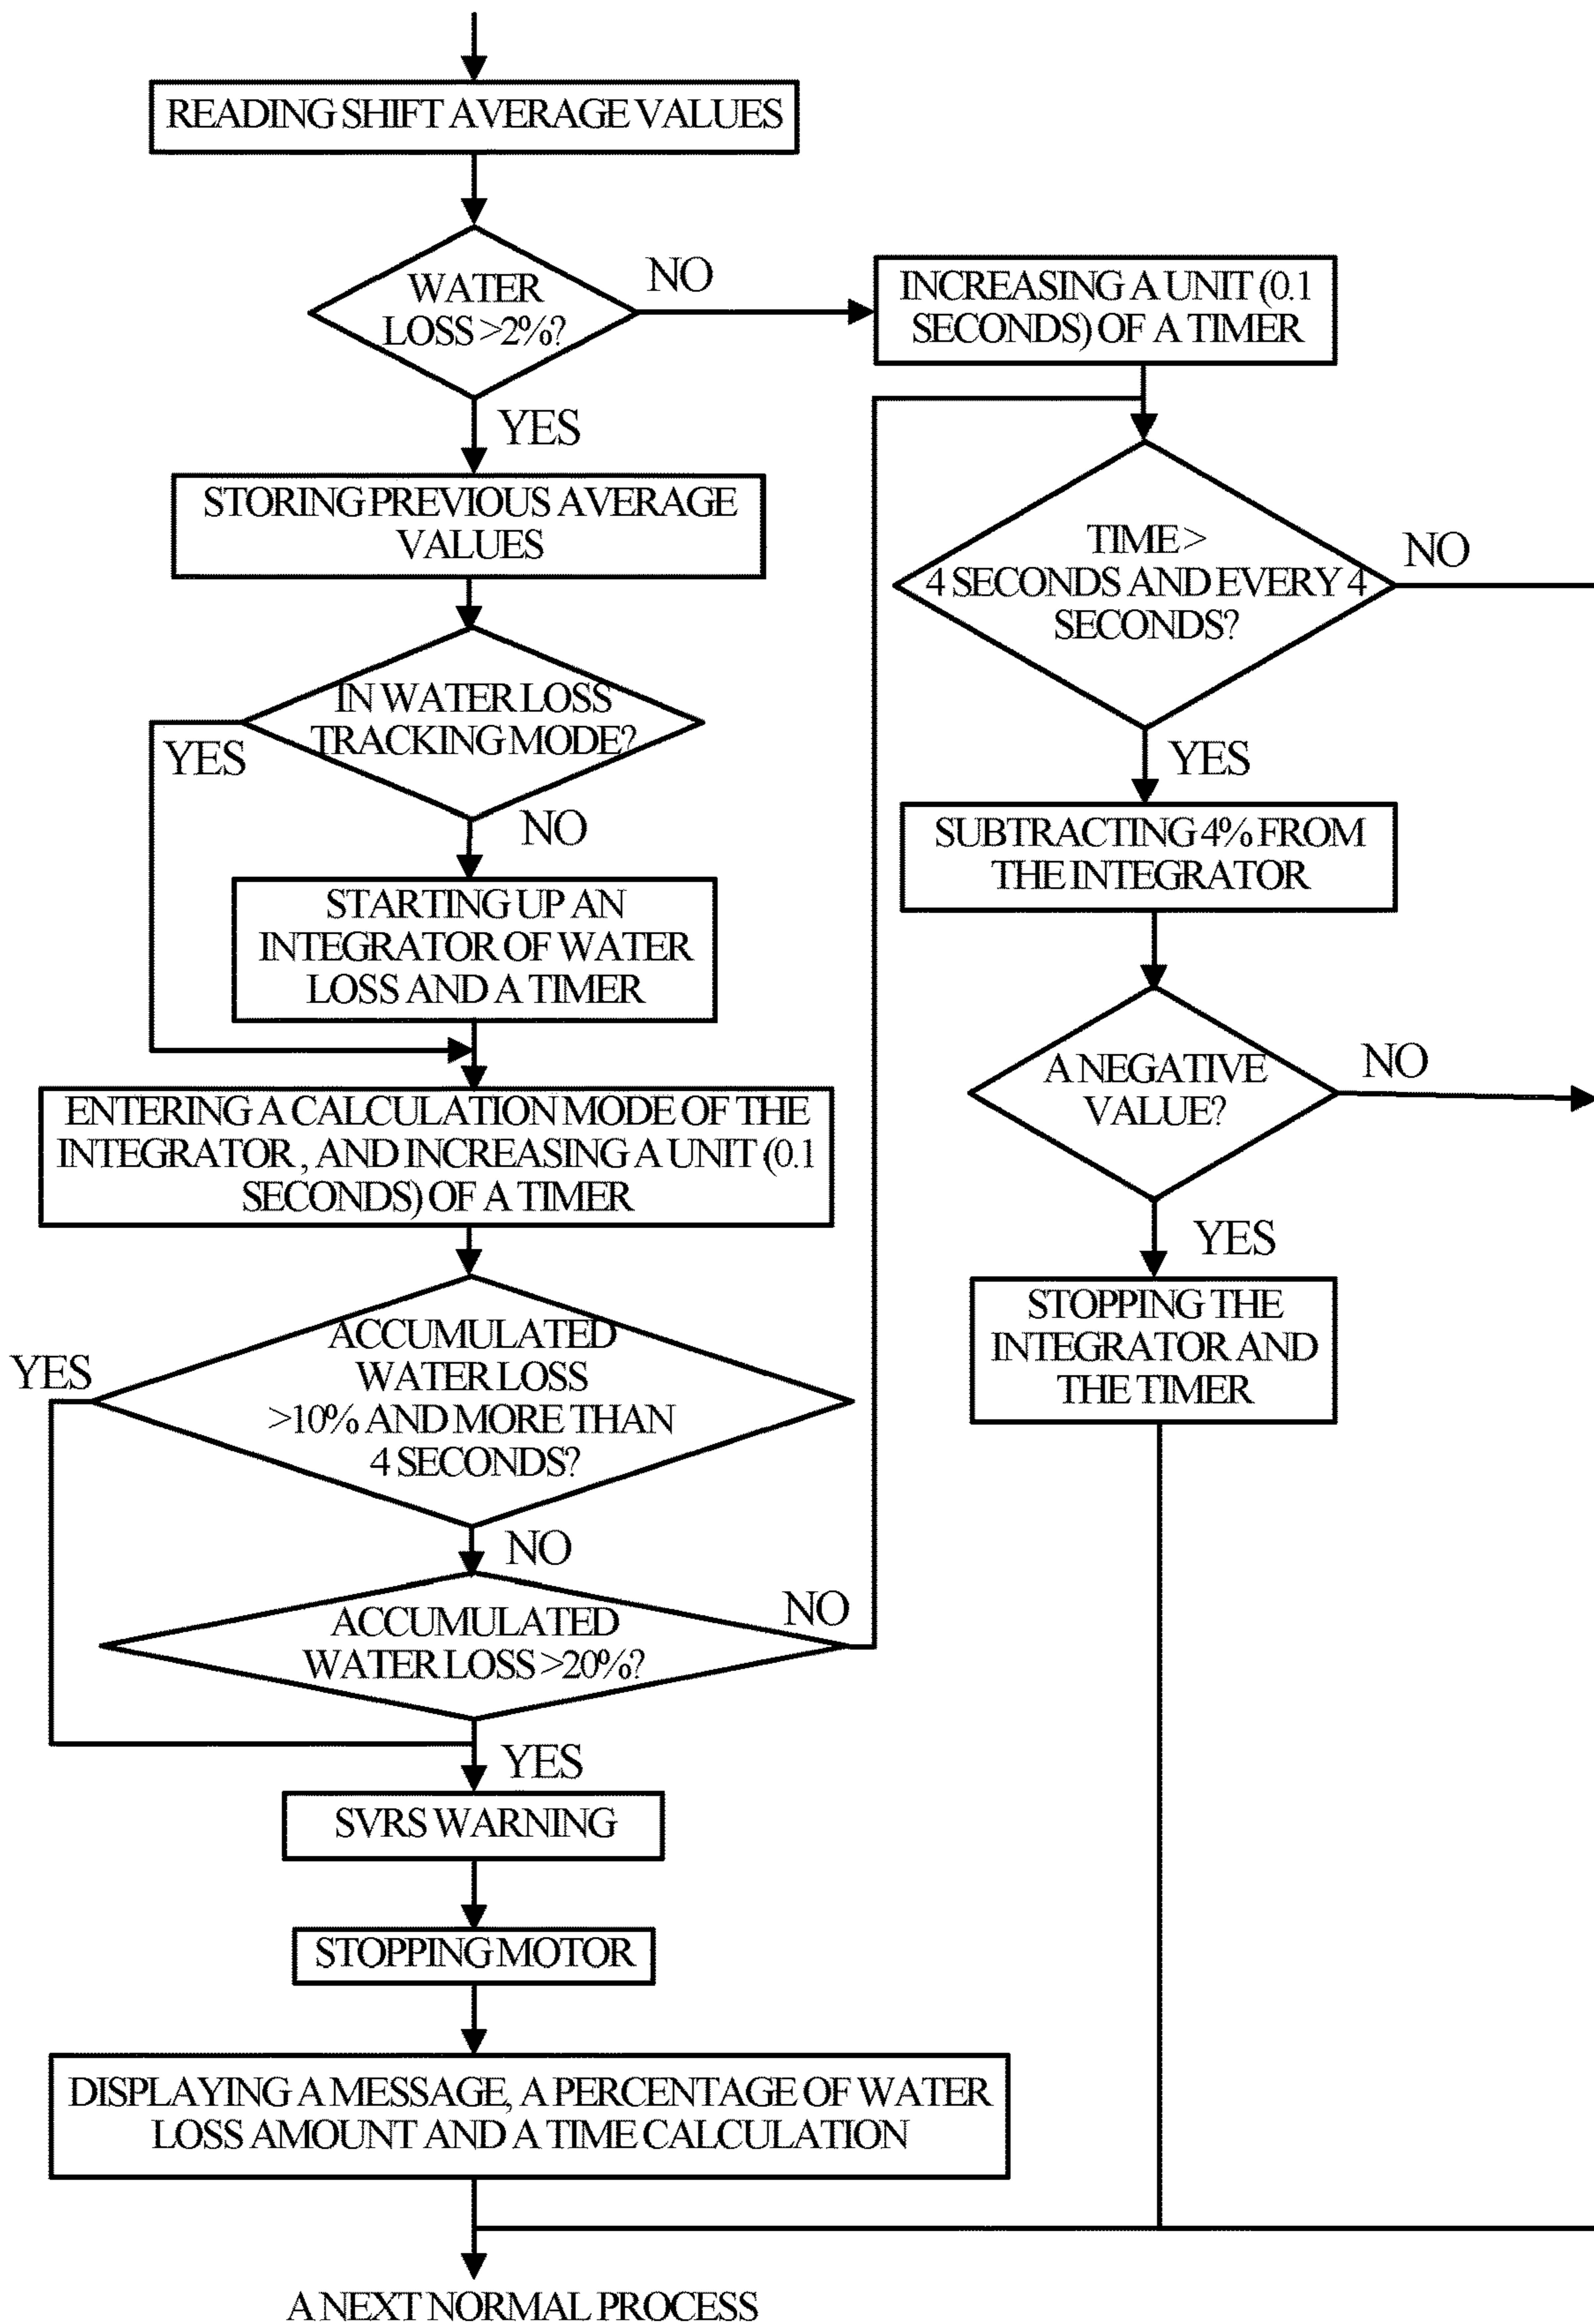 READING SHIFT AVERAGE VALUES
WATER
LOSS >2%?
NO
INCREASING A UNIT (0.1
SECONDS) OF A TIMER
YES
STORING PREVIOUS AVERAGE
VALUES
TIME >
4 SECONDS AND EVERY 4
SECONDS?
NO
IN WATER LOSS
TRACKING MODE?
YES
NO
YES
SUBTRACTING 4% FROM
THE INTEGRATOR
STARTING UP AN
INTEGRATOR OF WATER
LOSS AND A TIMER
A NEGATIVE
VALUE?
NO
ENTERING A CALCULATION MODE OF THE
INTEGRATOR , AND INCREASING A UNIT (0.1
SECONDS) OF A TIMER
YES
STOPPING THE
INTEGRATOR AND
THE TIMER
ACCUMULATED
WATER LOSS
>10% AND MORE THAN
4 SECONDS?
YES
NO
ACCUMULATED
WATER LOSS >20%?
NO
YES
SVRS WARNING
STOPPING MOTOR
DISPLAYING A MESSAGE, A PERCENTAGE OF WATER
LOSS AMOUNT AND A TIME CALCULATION
A NEXT NORMAL PROCESS